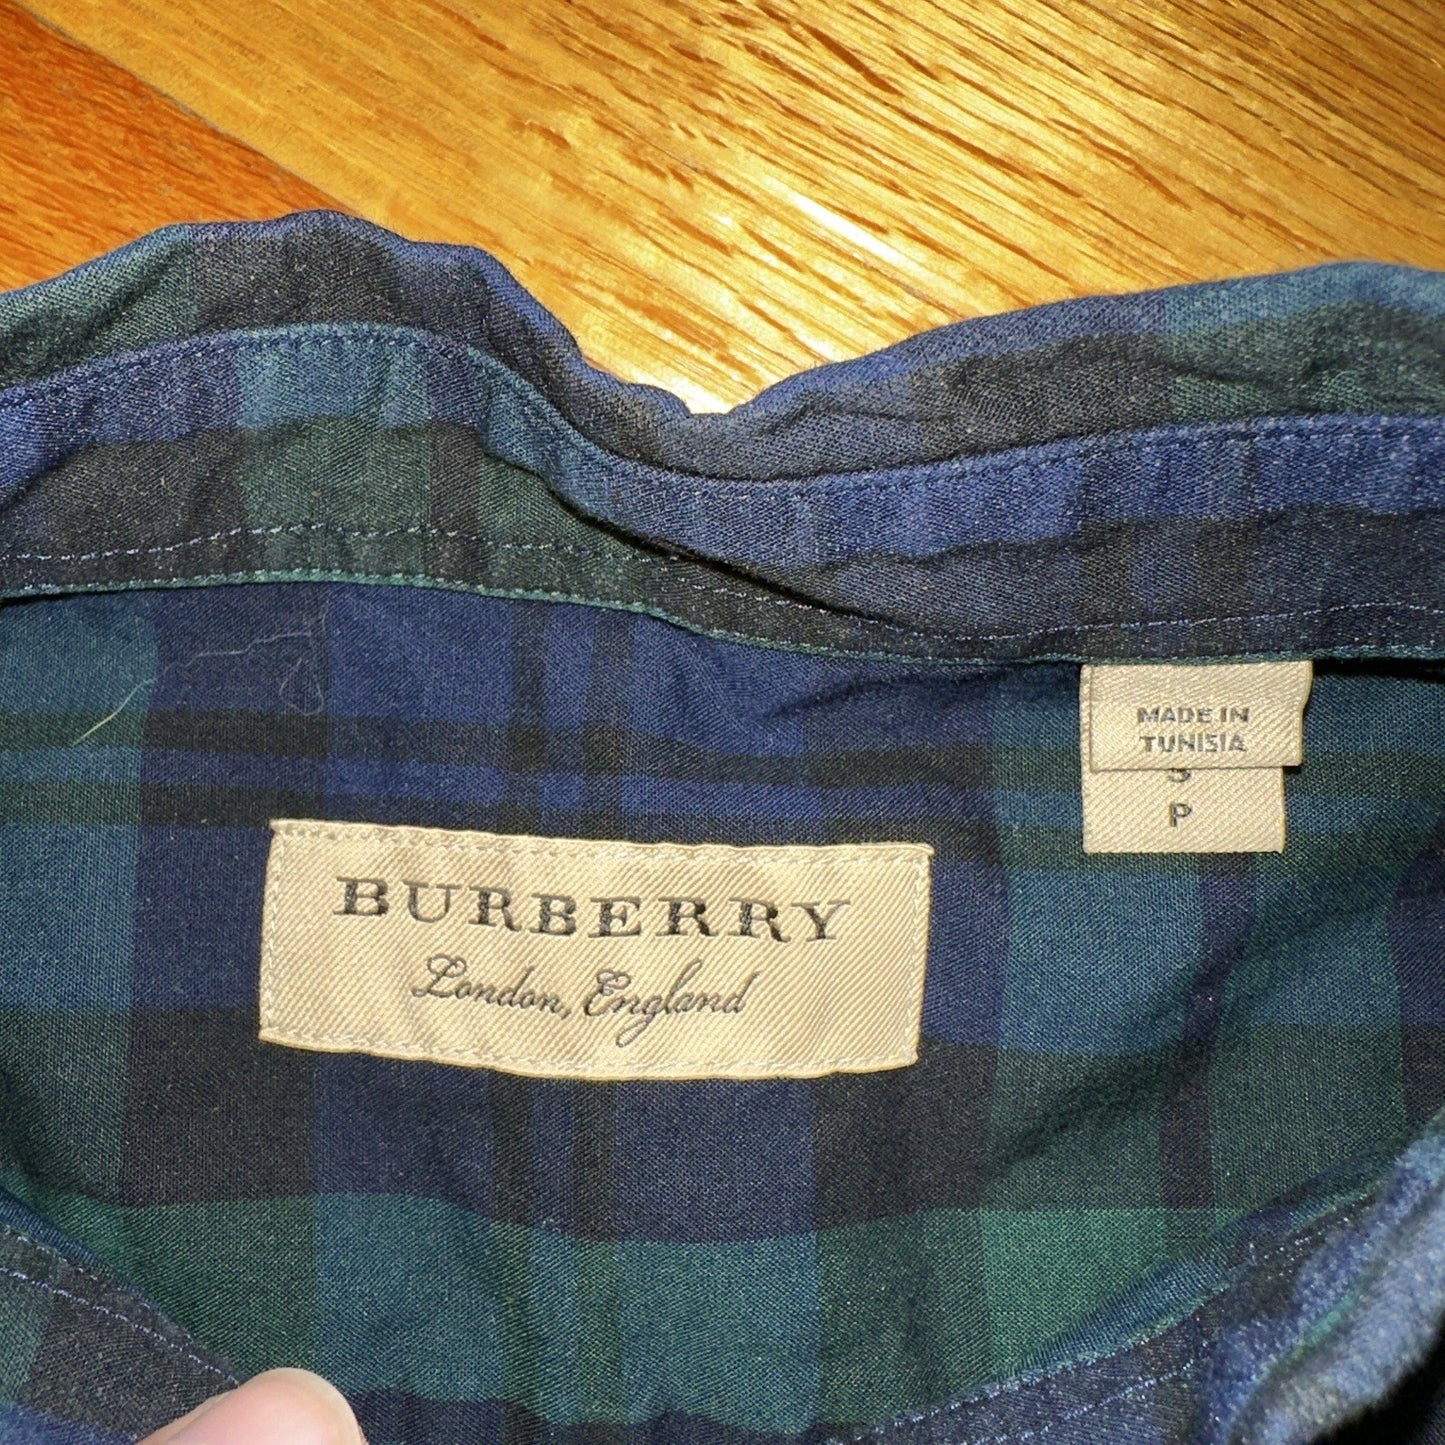 BURBERRY
London, England
MADE IN
TUNISIA
P